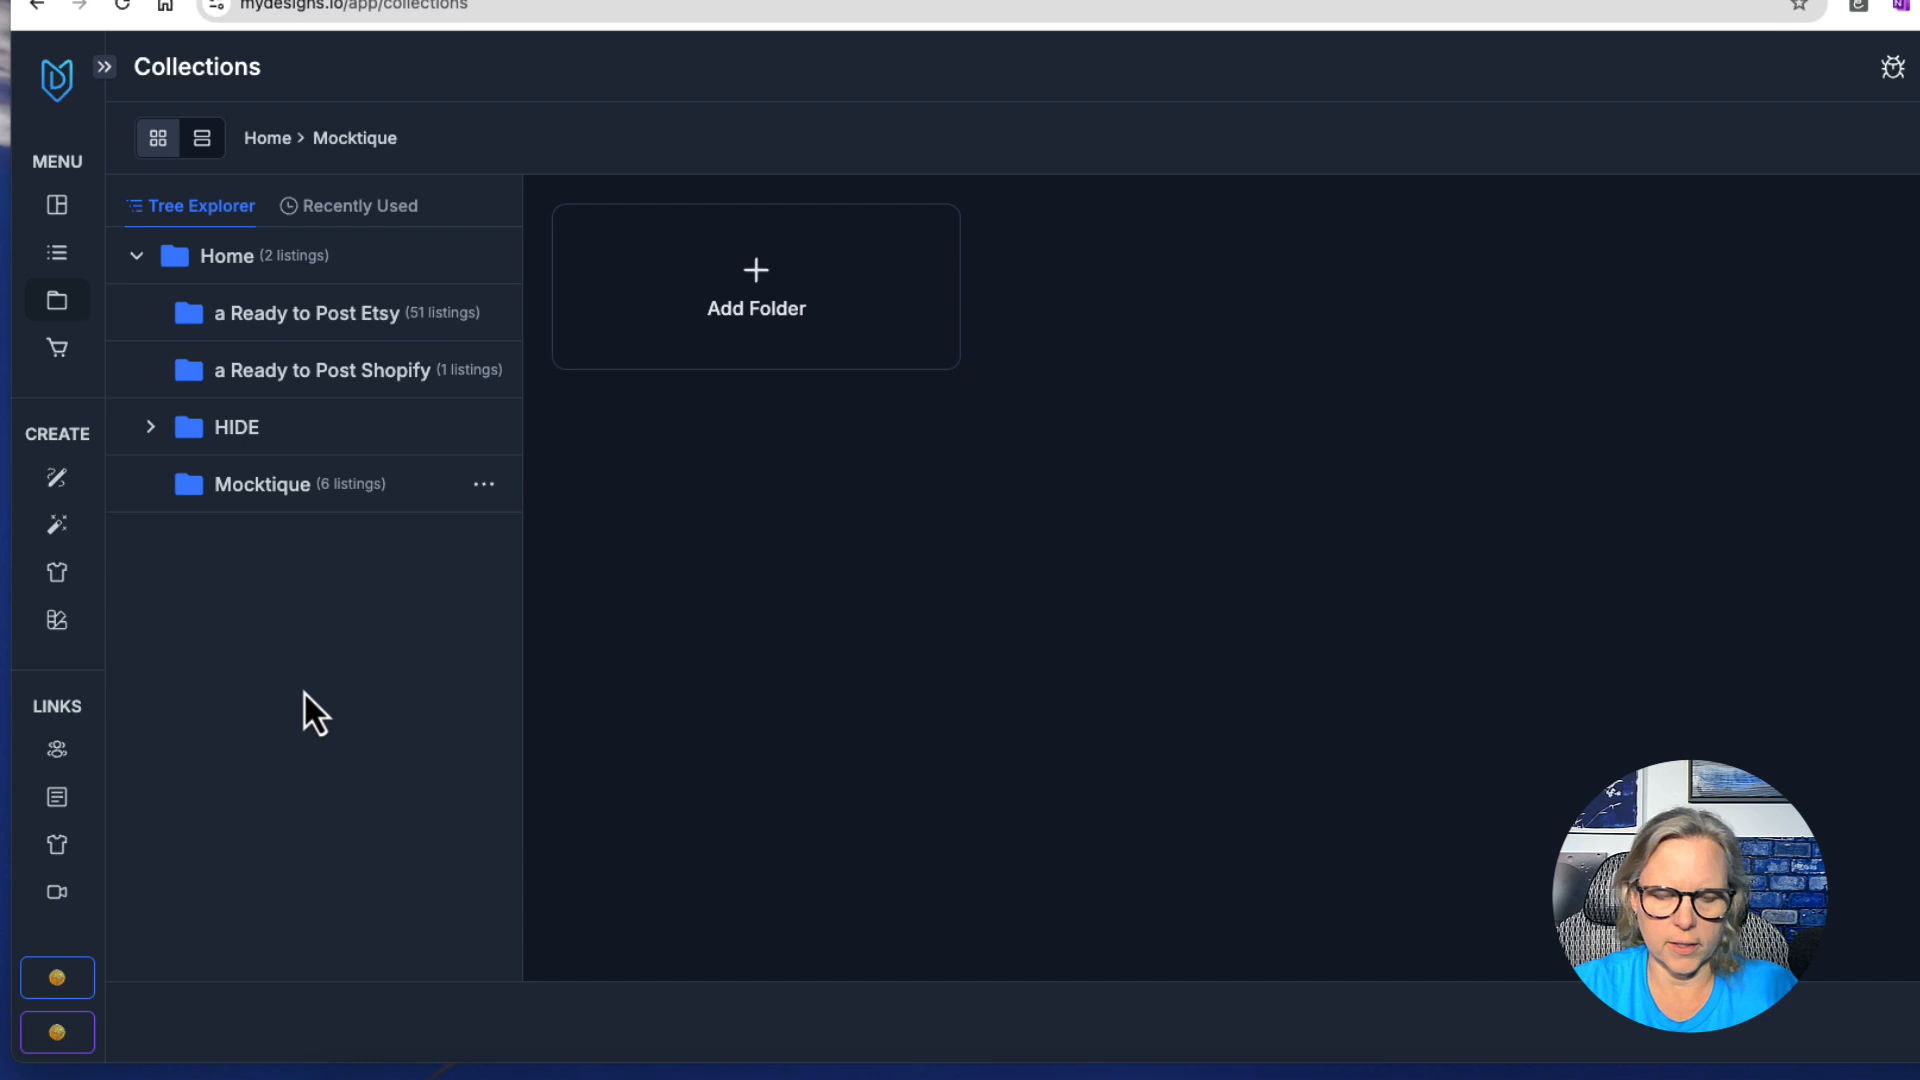 mydesigns.io/app/collections
Collections
MENU
Home > Mocktique
Tree Explorer
Recently Used
Home (2 listings)
a Ready to Post Etsy (51 listings)
a Ready to Post Shopify (1 listings)
HIDE
Mocktique (6 listings)
Add Folder
CREATE
LINKS